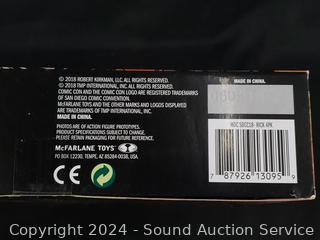 © 2018 ROBERT KIRKMAN, LLC. ALL RIGHTS RESERVED.
© 2018 TMP INTERNATIONAL, INC. ALL RIGHTS RESERVED.
COMIC CON AND THE COMIC CON LOGO ARE REGISTERED TRADEMARKS
OF SAN DIEGO COMIC CONVENTION.
McFARLANE TOYS AND THE OTHER MARKS AND LOGOS DISPLAYED
ARE TRADEMARKS OF TMP INTERNATIONAL, INC.
MADE IN CHINA.
PHOTOS ARE OF ACTION FIGURE PROTOTYPES.
PRODUCT SPECIFICATIONS SUBJECT TO CHANGE.
PLEASE RETAIN PACKAGING FOR FUTURE REFERENCE.
McFARLANE TOYS
PO BOX 12230, TEMPE, AZ 85284-0038, USA
CE
MADE IN CHINA.
7 87926 13095 9
Copyright 2024 - Sound Auction Service